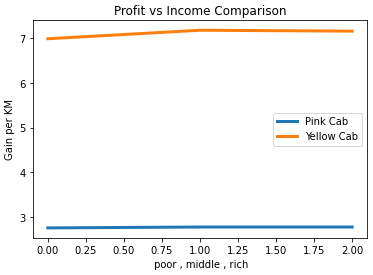 Profit vs Income Comparison
Gain per KM
7
6
5
4
3
Pink Cab
Yellow Cab
0.00 0.25 0.50 0.75 1.00 1.25 1.50 1.75 2.00
poor , middle , rich